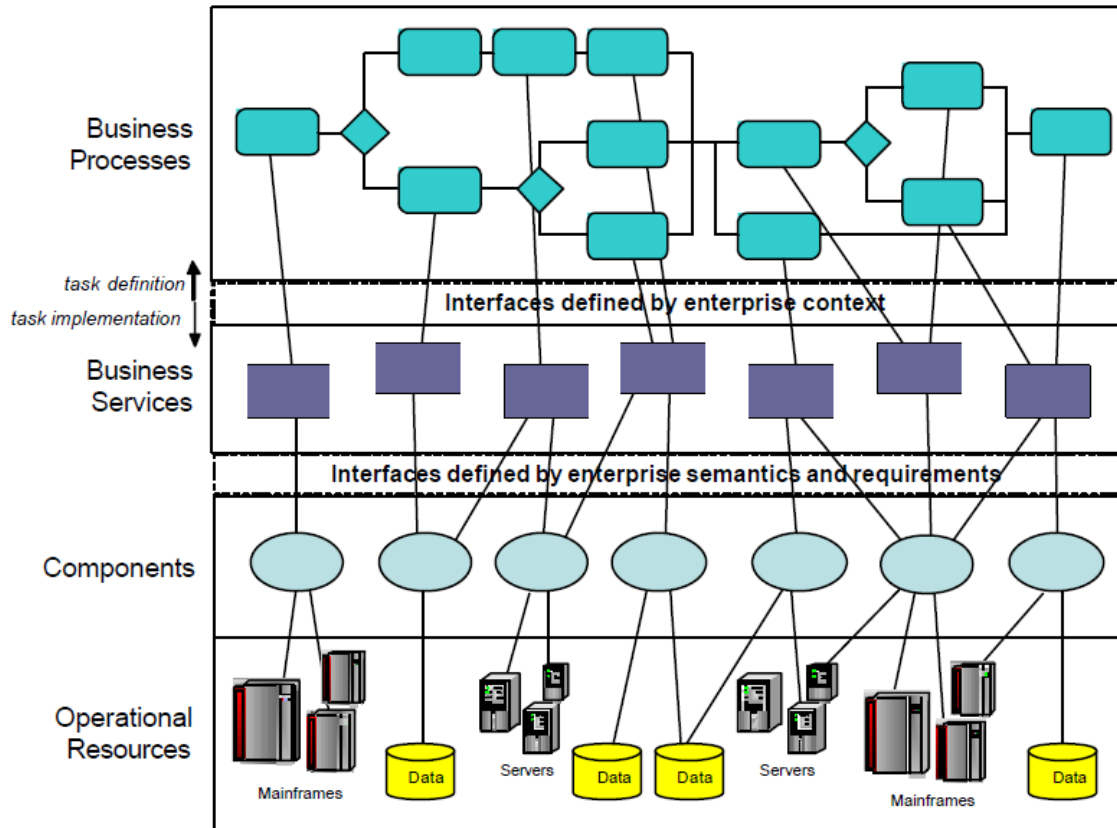 Business
Processes
task definition
Interfaces defined by enterprise context
task implementation
Business
Services
Interfaces defined by enterprise semantics and requirements
Components
Operational
Resources
Mainframes
Data
Servers
Data
Data
Servers
Mainframes
Data